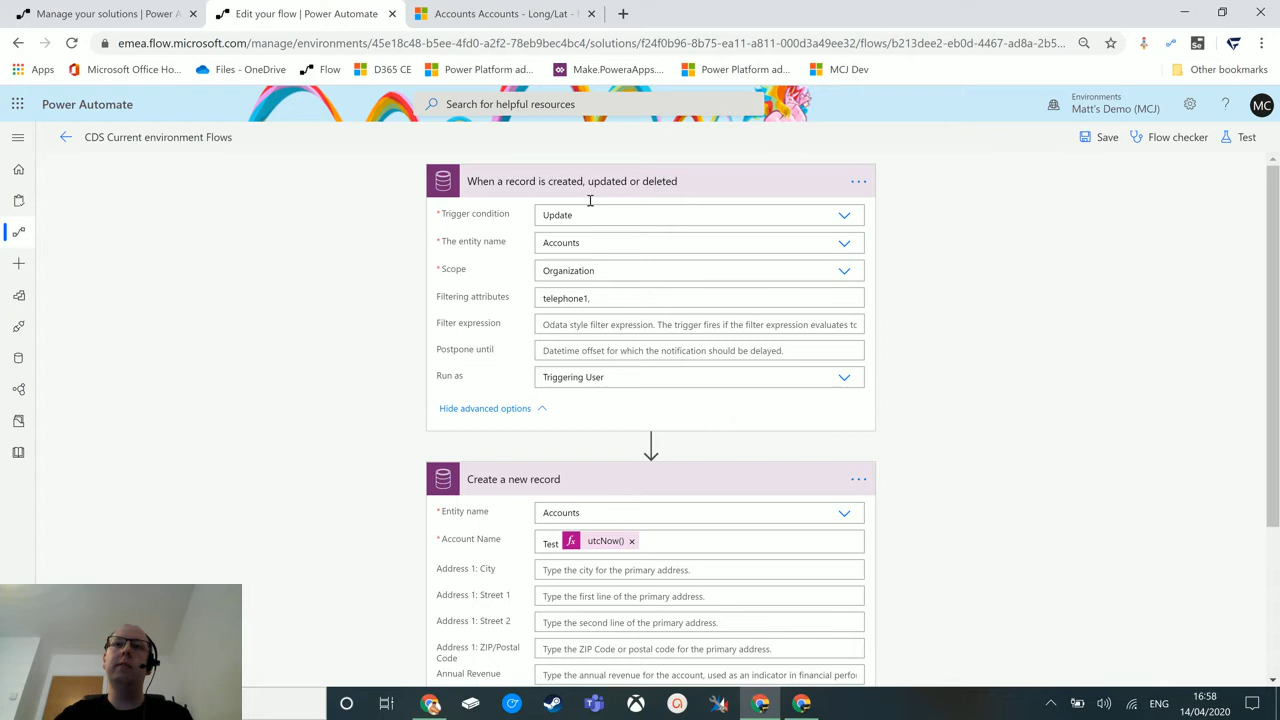 Manage your solutions | Power A
Edit your flow | Power Automate
Accounts Accounts - Long/Lat -
emea.flow.microsoft.com/manage/environments/45e18c48-b5ee-4fd0-a2f2-78eb9bec4bc4/solutions/f24f0b96-8b75-ea11-a811-000d3a49ee32/flows/b213dee2-eb0d-4467-ad8a-2b5...
Apps
Microsoft Office Ho...
Files - OneDrive
Flow
D365 CE
Power Platform ad...
Make.PoweraApps....
Power Platform ad...
MCJ Dev
Other bookmarks
Power Automate
Search for helpful resources
Environments
Matt's Demo (MCJ)
MC
CDS Current environment Flows
Save
Flow checker
Test
When a record is created, updated or deleted
* Trigger condition
Update
* The entity name
Accounts
* Scope
Organization
Filtering attributes
telephone1,
Filter expression
Odata style filter expression. The trigger fires if the filter expression evaluates tc
Postpone until
Datetime offset for which the notification should be delayed.
Run as
Triggering User
Hide advanced options
Create a new record
* Entity name
Accounts
* Account Name
Test fx utcNow() x
Address 1: City
Type the city for the primary address.
Address 1: Street 1
Type the first line of the primary address.
Address 1: Street 2
Type the second line of the primary address.
Address 1: ZIP/Postal
Code
Type the ZIP Code or postal code for the primary address.
Annual Revenue
Type the annual revenue for the account, used as an indicator in financial perfo
16:58
14/04/2020